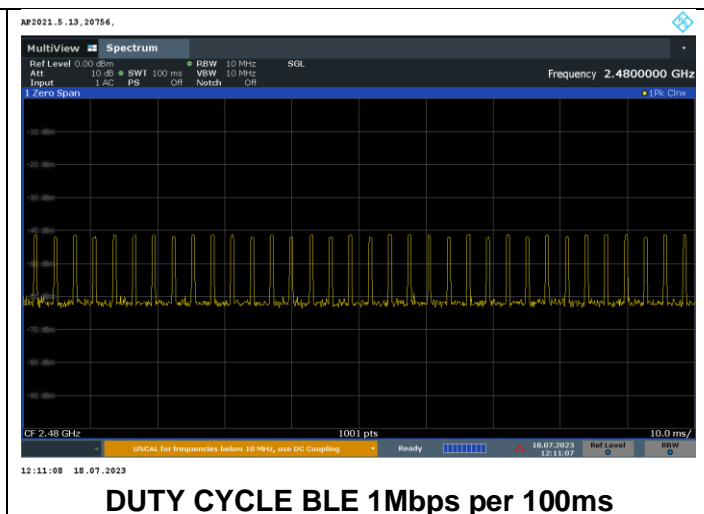 AP2021.5.13,20756,
MultiView Spectrum
Ref Level 0.00 dBm RBW 10 MHz SGL
Att 10 dB SWT 100 ms VBW 10 MHz Frequency 2.4800000 GHz
Input 1 AC PS Off Notch Off
1 Zero Span 1Pk Clrw
-10 dBm
-20 dBm
-30 dBm
-40 dBm
-50 dBm
-60 dBm
-70 dBm
-80 dBm
-90 dBm
CF 2.48 GHz 1001 pts 10.0 ms/
UNCAL for frequencies below 10 MHz, use DC Coupling Ready 18.07.2023 Ref Level RBW
12:11:07
12:11:08 18.07.2023
DUTY CYCLE BLE 1Mbps per 100ms